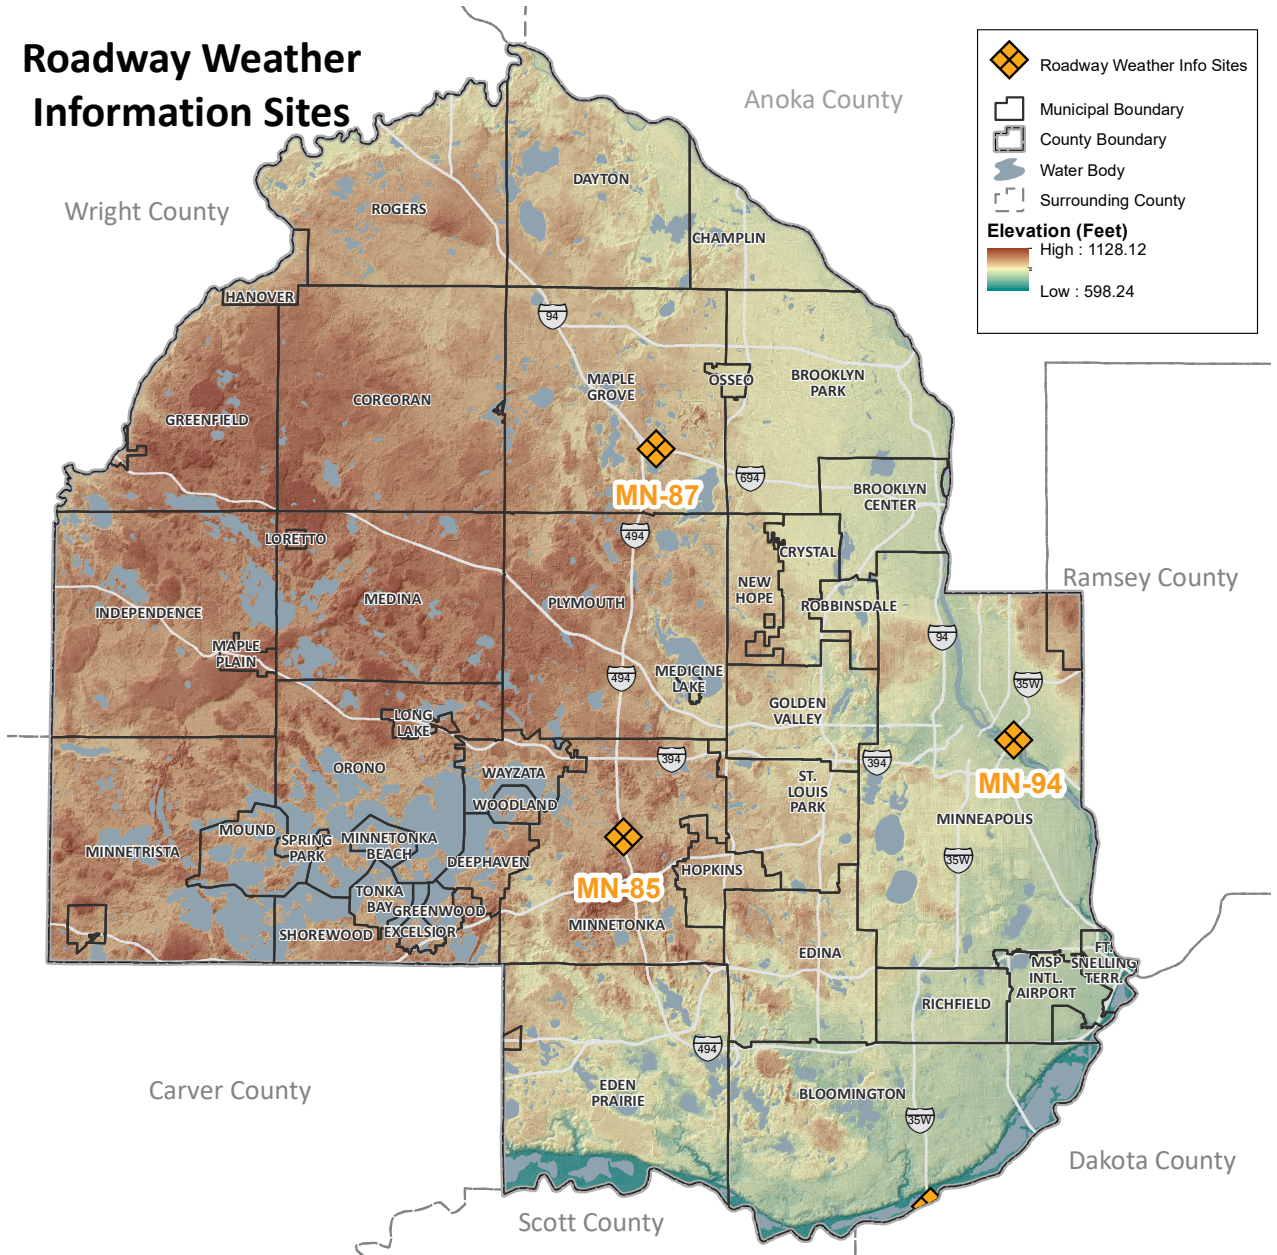 Roadway Weather
Information Sites
Roadway Weather Info Sites
Municipal Boundary
County Boundary
Water Body
Surrounding County
Elevation (Feet)
High : 1128.12
Low : 598.24
Anoka County
Wright County
Ramsey County
Carver County
Scott County
Dakota County
DAYTON
ROGERS
CHAMPLIN
HANOVER
94
MAPLE
GROVE
OSSEO
BROOKLYN
PARK
CORCORAN
GREENFIELD
MN-87
694
BROOKLYN
CENTER
494
LORETTO
CRYSTAL
NEW
HOPE
ROBBINSDALE
INDEPENDENCE
MEDINA
PLYMOUTH
94
MAPLE
PLAIN
494
MEDICINE
LAKE
35W
GOLDEN
VALLEY
LONG
LAKE
394
394
MN-94
ORONO
WAYZATA
WOODLAND
ST.
LOUIS
PARK
MINNEAPOLIS
MOUND
SPRING
PARK
MINNETONKA
BEACH
MINNETRISTA
DEEPHAVEN
35W
HOPKINS
MN-85
TONKA
BAY
GREENWOOD
EXCELSIOR
SHOREWOOD
MINNETONKA
EDINA
MSP
INTL.
AIRPORT
FT.
SNELLING
TERR.
RICHFIELD
494
EDEN
PRAIRIE
BLOOMINGTON
35W